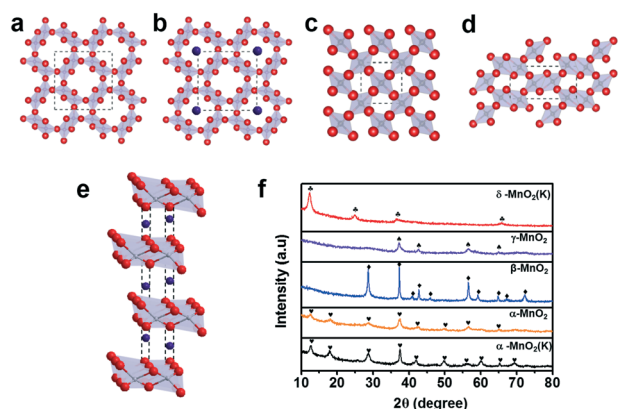 a
b
c
d
e
f
δ -MnO2(K)
γ-MnO2
β-MnO2
α-MnO2
α -MnO2(K)
Intensity (a.u)
10 20 30 40 50 60 70 80
2θ (degree)